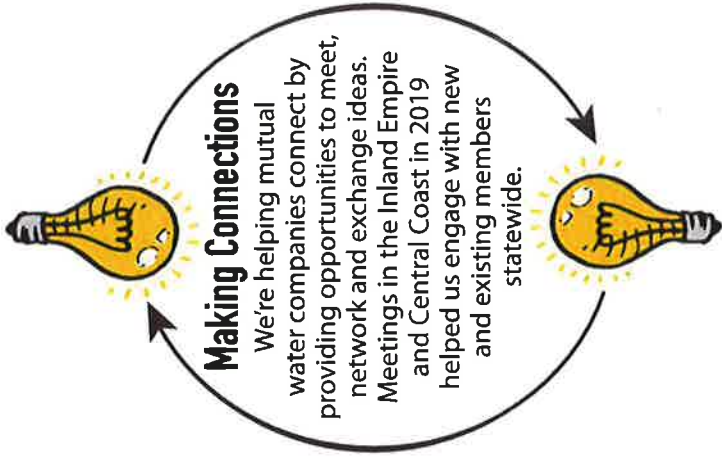 Making Connections
We're helping mutual
water companies connect by
providing opportunities to meet,
network and exchange ideas.
Meetings in the Inland Empire
and Central Coast in 2019
helped us engage with new
and existing members
statewide.